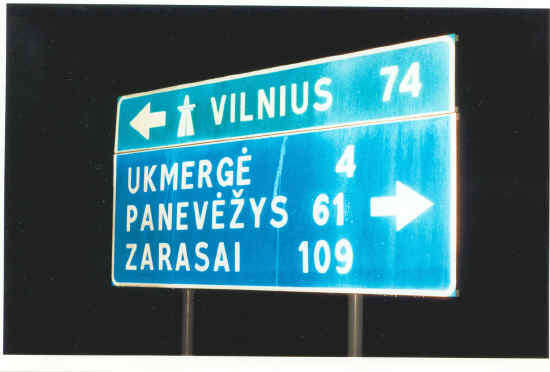 VILNIUS 74
UKMERGĖ 4
PANEVĖŽYS 61
ZARASAI 109